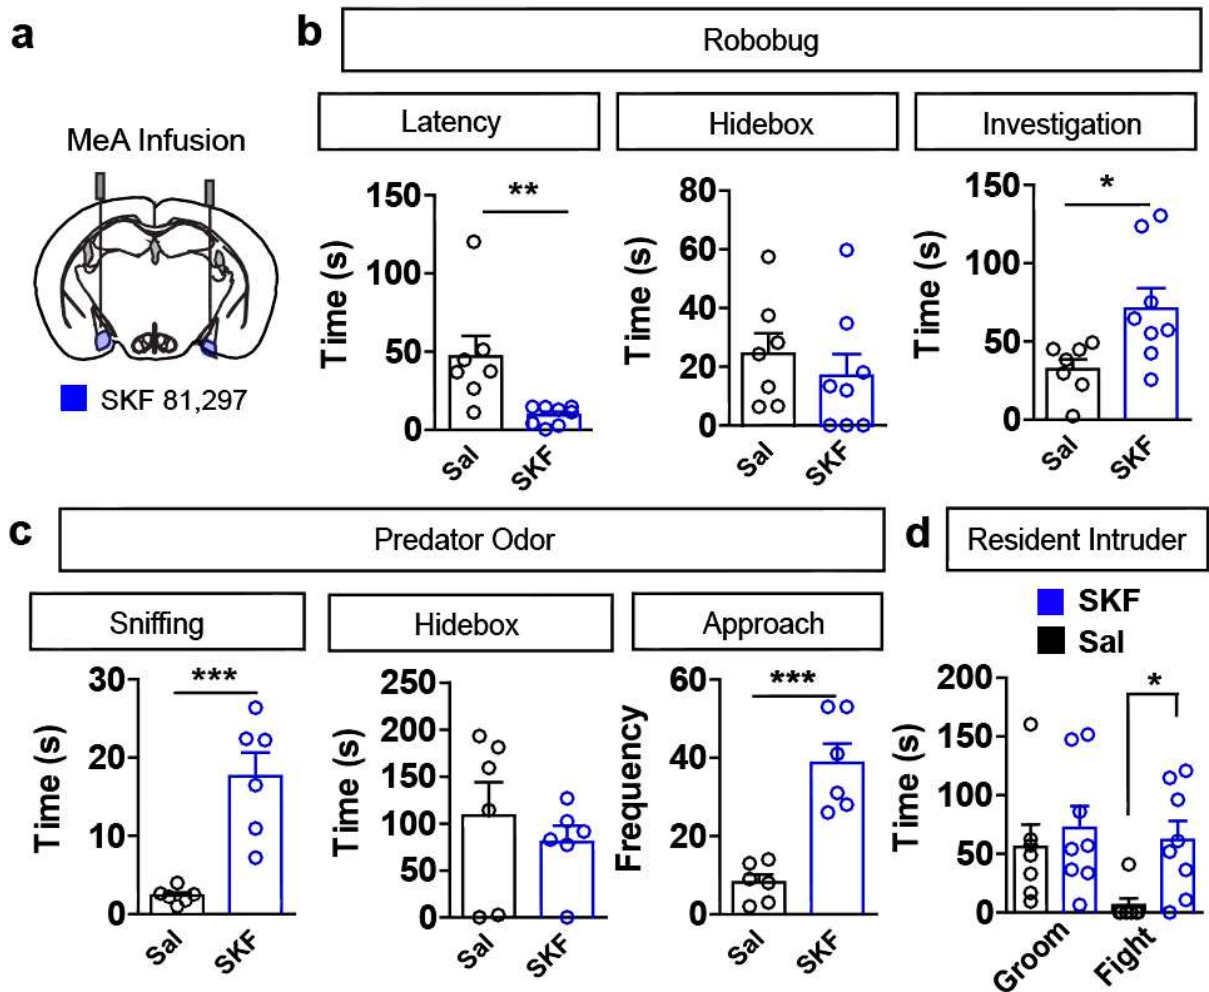 a
MeA Infusion
SKF 81,297
b
Robobug
Latency
Hidebox
Investigation
**
*
150
100
50
0
Time (s)
Sal
SKF
80
60
40
20
0
Time (s)
Sal
SKF
150
100
50
0
Time (s)
Sal
SKF
c
Predator Odor
Sniffing
Hidebox
Approach
***
***
30
20
10
0
Time (s)
Sal
SKF
250
200
150
100
50
0
Time (s)
Sal
SKF
60
40
20
0
Frequency
Sal
SKF
d
Resident Intruder
SKF
Sal
*
200
150
100
50
0
Time (s)
Groom
Fight